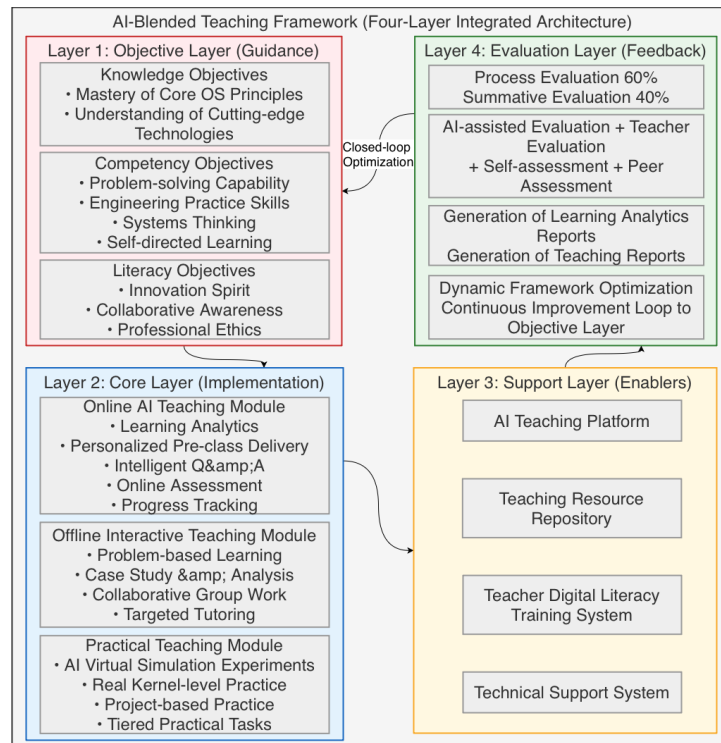 AI-Blended Teaching Framework (Four-Layer Integrated Architecture)
Layer 1: Objective Layer (Guidance)
Knowledge Objectives
• Mastery of Core OS Principles
• Understanding of Cutting-edge
Technologies
Competency Objectives
• Problem-solving Capability
• Engineering Practice Skills
• Systems Thinking
• Self-directed Learning
Literacy Objectives
• Innovation Spirit
• Collaborative Awareness
• Professional Ethics
Closed-loop
Optimization
Layer 4: Evaluation Layer (Feedback)
Process Evaluation 60%
Summative Evaluation 40%
AI-assisted Evaluation + Teacher
Evaluation
+ Self-assessment + Peer
Assessment
Generation of Learning Analytics
Reports
Generation of Teaching Reports
Dynamic Framework Optimization
Continuous Improvement Loop to
Objective Layer
Layer 2: Core Layer (Implementation)
Online AI Teaching Module
• Learning Analytics
• Personalized Pre-class Delivery
• Intelligent Q&amp;A
• Online Assessment
• Progress Tracking
Offline Interactive Teaching Module
• Problem-based Learning
• Case Study &amp; Analysis
• Collaborative Group Work
• Targeted Tutoring
Practical Teaching Module
• AI Virtual Simulation Experiments
• Real Kernel-level Practice
• Project-based Practice
• Tiered Practical Tasks
Layer 3: Support Layer (Enablers)
AI Teaching Platform
Teaching Resource
Repository
Teacher Digital Literacy
Training System
Technical Support System